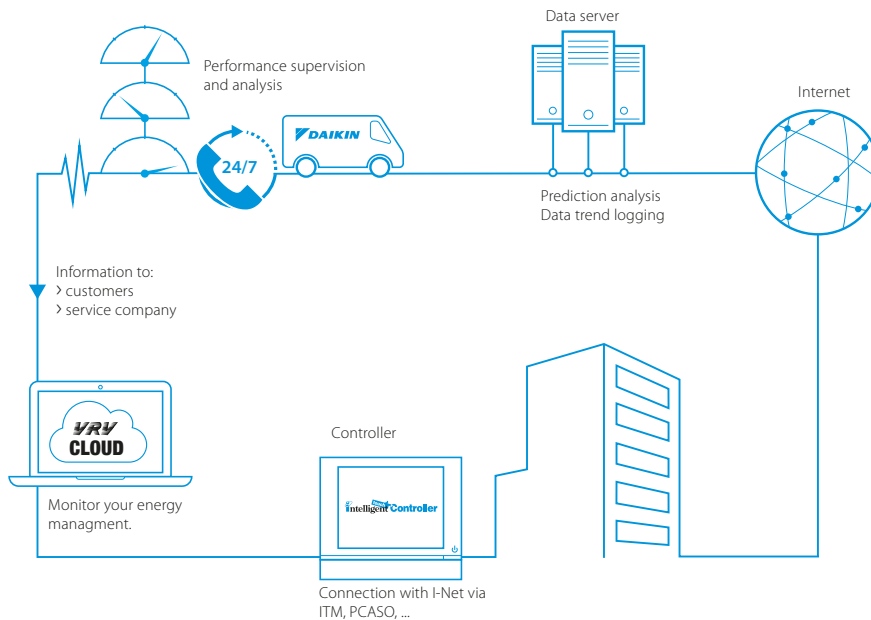 Data server
Performance supervision
and analysis
Internet
DAIKIN
24/7
Prediction analysis
Data trend logging
Information to:
› customers
› service company
VRV
CLOUD
Monitor your energy
managment.
Controller
intelligent Controller
Connection with I-Net via
ITM, PCASO, ...